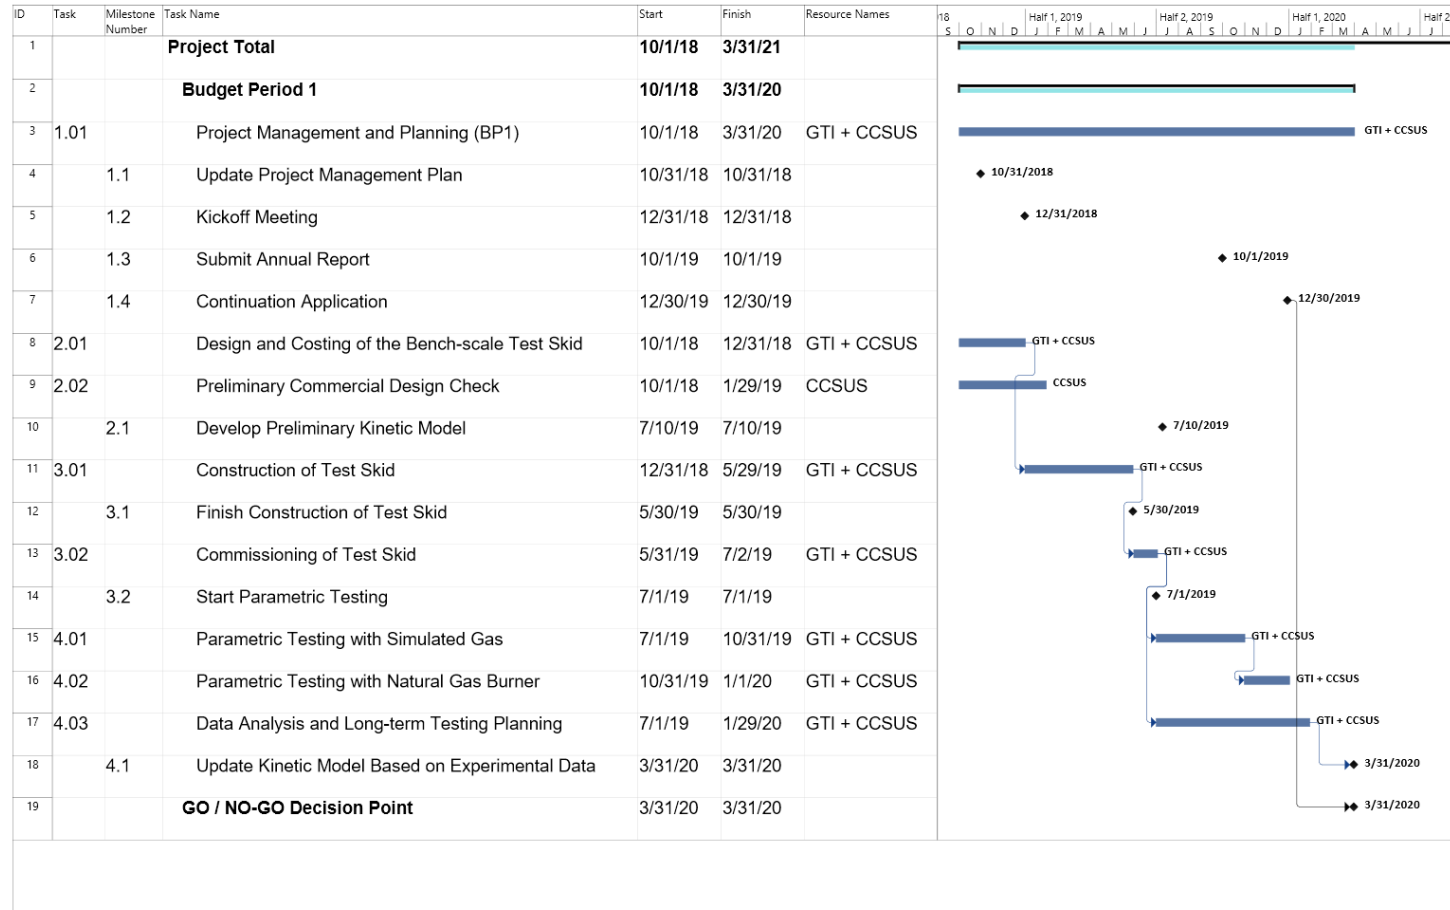 ID Task Milestone Number Task Name Start Finish Resource Names
18 Half 1, 2019 Half 2, 2019 Half 1, 2020 Half 2
S O N D J F M A M J J A S O N D J F M A M J J
1 Project Total 10/1/18 3/31/21
2 Budget Period 1 10/1/18 3/31/20
3 1.01 Project Management and Planning (BP1) 10/1/18 3/31/20 GTI + CCSUS GTI + CCSUS
4 1.1 Update Project Management Plan 10/31/18 10/31/18 10/31/2018
5 1.2 Kickoff Meeting 12/31/18 12/31/18 12/31/2018
6 1.3 Submit Annual Report 10/1/19 10/1/19 10/1/2019
7 1.4 Continuation Application 12/30/19 12/30/19 12/30/2019
8 2.01 Design and Costing of the Bench-scale Test Skid 10/1/18 12/31/18 GTI + CCSUS GTI + CCSUS
9 2.02 Preliminary Commercial Design Check 10/1/18 1/29/19 CCSUS CCSUS
10 2.1 Develop Preliminary Kinetic Model 7/10/19 7/10/19 7/10/2019
11 3.01 Construction of Test Skid 12/31/18 5/29/19 GTI + CCSUS GTI + CCSUS
12 3.1 Finish Construction of Test Skid 5/30/19 5/30/19 5/30/2019
13 3.02 Commissioning of Test Skid 5/31/19 7/2/19 GTI + CCSUS GTI + CCSUS
14 3.2 Start Parametric Testing 7/1/19 7/1/19 7/1/2019
15 4.01 Parametric Testing with Simulated Gas 7/1/19 10/31/19 GTI + CCSUS GTI + CCSUS
16 4.02 Parametric Testing with Natural Gas Burner 10/31/19 1/1/20 GTI + CCSUS GTI + CCSUS
17 4.03 Data Analysis and Long-term Testing Planning 7/1/19 1/29/20 GTI + CCSUS GTI + CCSUS
18 4.1 Update Kinetic Model Based on Experimental Data 3/31/20 3/31/20 3/31/2020
19 GO / NO-GO Decision Point 3/31/20 3/31/20 3/31/2020